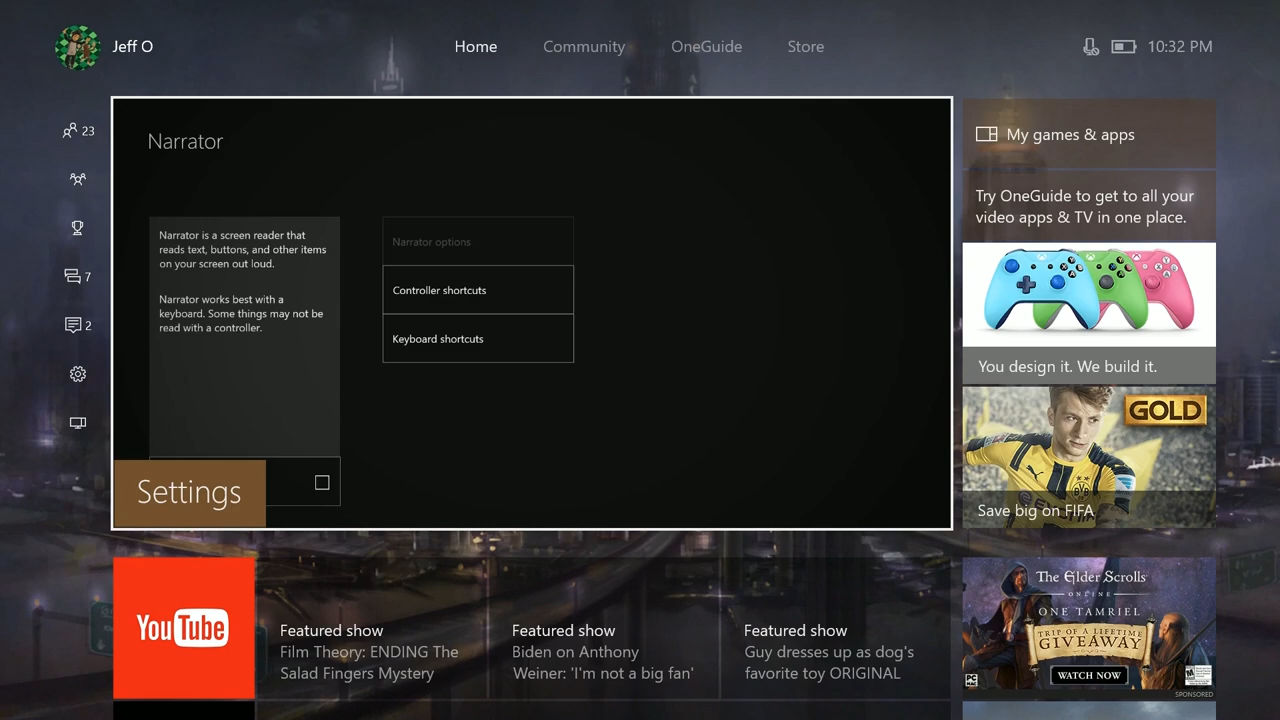 Jeff O
Home
Community
OneGuide
Store
10:32 PM
23
7
2
Narrator
Narrator is a screen reader that
reads text, buttons, and other items
on your screen out loud.
Narrator works best with a
keyboard. Some things may not be
read with a controller.
Narrator options
Controller shortcuts
Keyboard shortcuts
Settings
My games & apps
Try OneGuide to get to all your
video apps & TV in one place.
You design it. We build it.
GOLD
Save big on FIFA
YouTube
Featured show
Film Theory: ENDING The
Salad Fingers Mystery
Featured show
Biden on Anthony
Weiner: 'I'm not a big fan'
Featured show
Guy dresses up as dog's
favorite toy ORIGINAL
The Elder Scrolls
ONLINE
ONE TAMRIEL
TRIP OF A LIFETIME
GIVEAWAY
WATCH NOW
SPONSORED